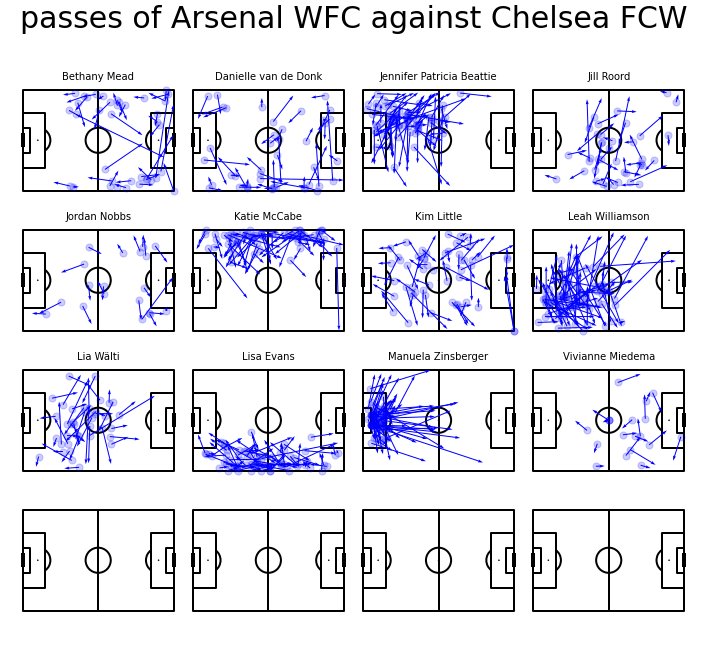 passes of Arsenal WFC against Chelsea FCW
Bethany Mead
Danielle van de Donk
Jennifer Patricia Beattie
Jill Roord
Jordan Nobbs
Katie McCabe
Kim Little
Leah Williamson
Lia Wälti
Lisa Evans
Manuela Zinsberger
Vivianne Miedema